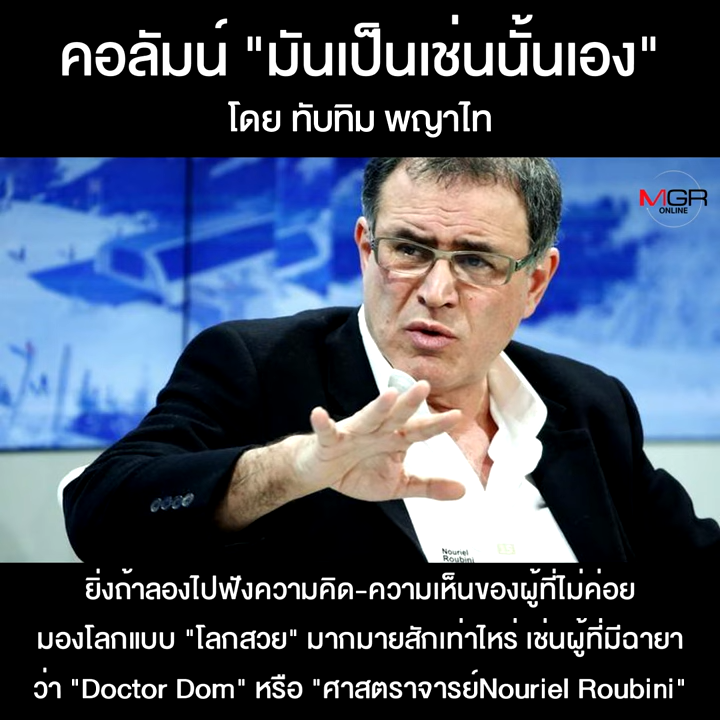 คอลัมน์ "มันเป็นเช่นนั้นเอง"
โดย ทับทิม พญาไท
MGR
ONLINE
Nouriel
Roubini
ยิ่งถ้าลองไปฟังความคิด-ความเห็นของผู้ที่ไม่ค่อย
มองโลกแบบ "โลกสวย" มากมายสักเท่าไหร่ เช่นผู้ที่มีฉายา
ว่า "Doctor Dom" หรือ "ศาสตราจารย์Nouriel Roubini"